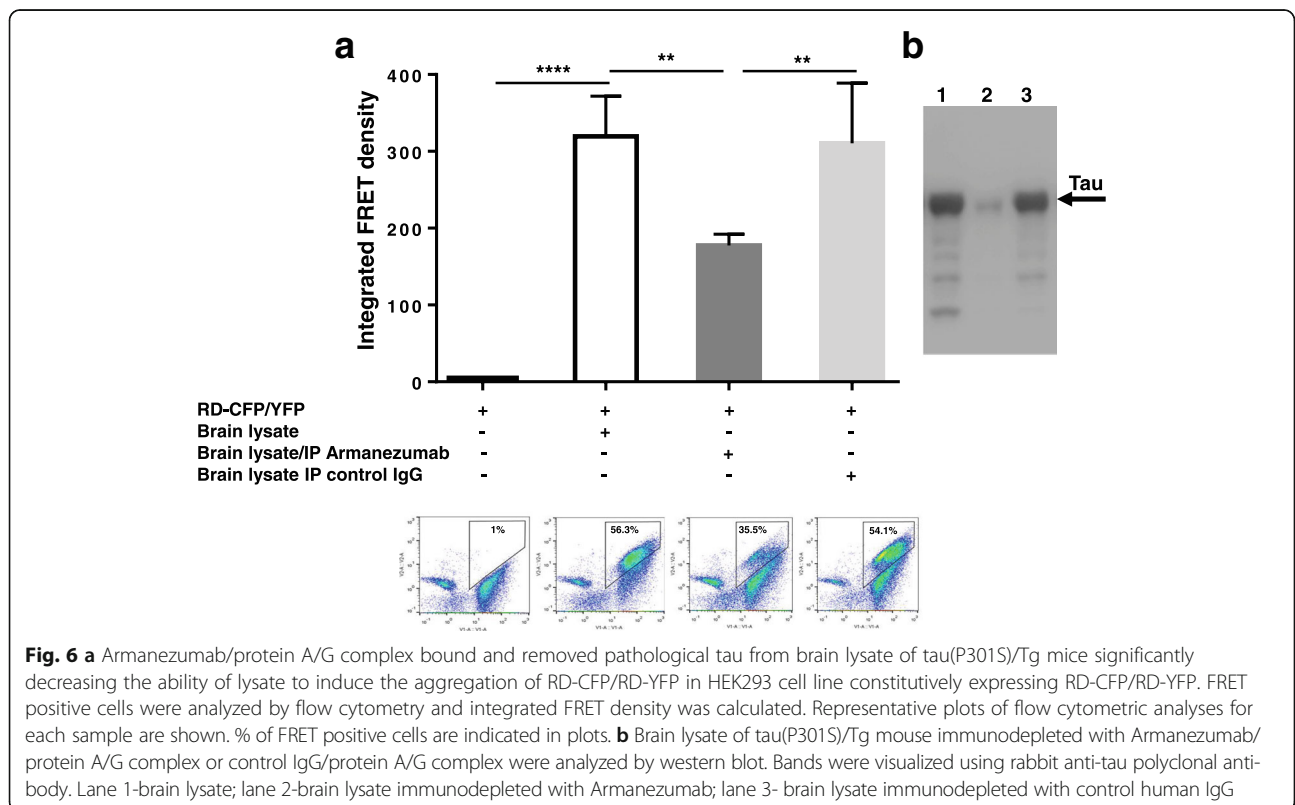 a
b
**** ** **
1 2 3
400
300
200
100
0
Integrated FRET density
Tau
RD-CFP/YFP + + + +
Brain lysate - + - -
Brain lysate/IP Armanezumab - - + -
Brain lysate IP control IgG - - - +
1% 56.3% 35.5% 54.1%
V1-A : V1-A V1-A : V1-A V1-A : V1-A V1-A : V1-A
Fig. 6 a Armanezumab/protein A/G complex bound and removed pathological tau from brain lysate of tau(P301S)/Tg mice significantly
decreasing the ability of lysate to induce the aggregation of RD-CFP/RD-YFP in HEK293 cell line constitutively expressing RD-CFP/RD-YFP. FRET
positive cells were analyzed by flow cytometry and integrated FRET density was calculated. Representative plots of flow cytometric analyses for
each sample are shown. % of FRET positive cells are indicated in plots. b Brain lysate of tau(P301S)/Tg mouse immunodepleted with Armanezumab/
protein A/G complex or control IgG/protein A/G complex were analyzed by western blot. Bands were visualized using rabbit anti-tau polyclonal anti-
body. Lane 1-brain lysate; lane 2-brain lysate immunodepleted with Armanezumab; lane 3- brain lysate immunodepleted with control human IgG